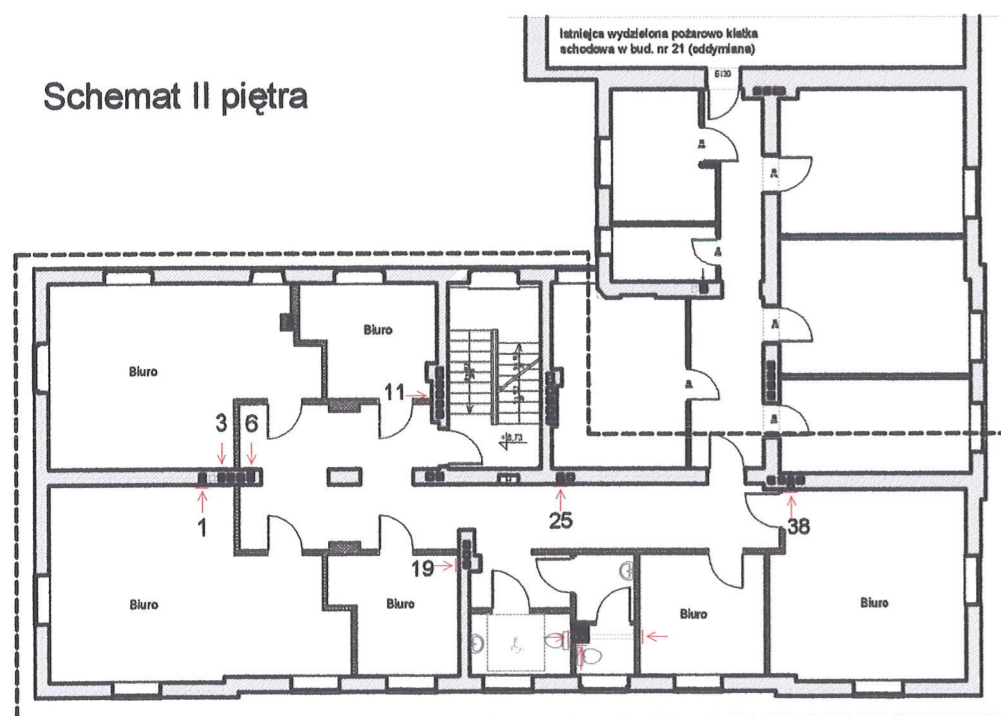 Istniejca wydzielona pożarowo klatka
schodowa w bud. nr 21 (oddymiana)
Schemat II piętra
Biuro
Biuro
11
3
6
1
25
38
19
Biuro
Biuro
Biuro
Biuro